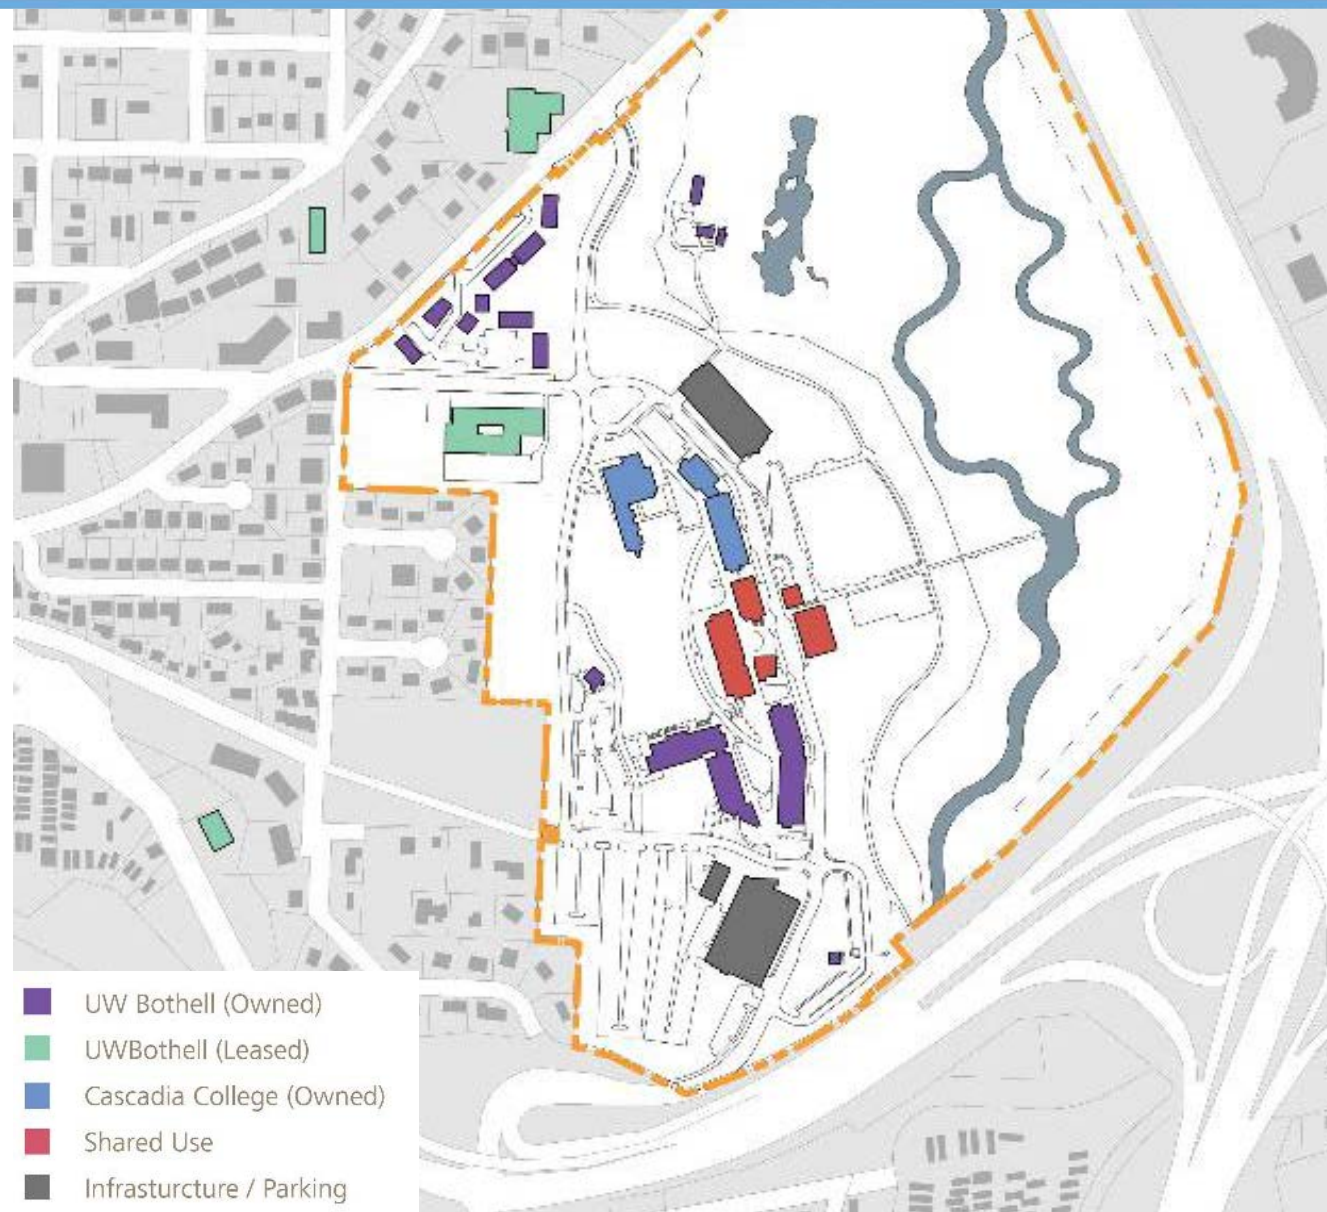 UW Bothell (Owned)
UWBothell (Leased)
Cascadia College (Owned)
Shared Use
Infrasturcture / Parking